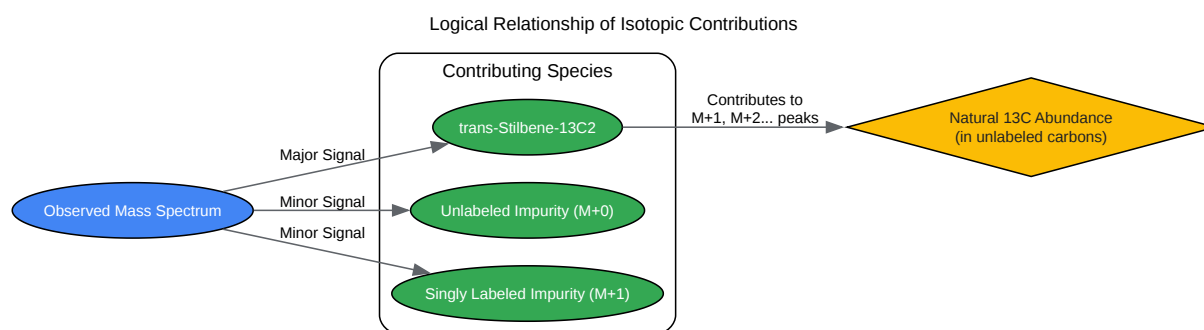 Logical Relationship of Isotopic Contributions
Contributing Species
Contributes to
M+1, M+2... peaks
trans-Stilbene-13C2
Natural 13C Abundance
(in unlabeled carbons)
Major Signal
Observed Mass Spectrum
Minor Signal
Unlabeled Impurity (M+0)
Minor Signal
Singly Labeled Impurity (M+1)